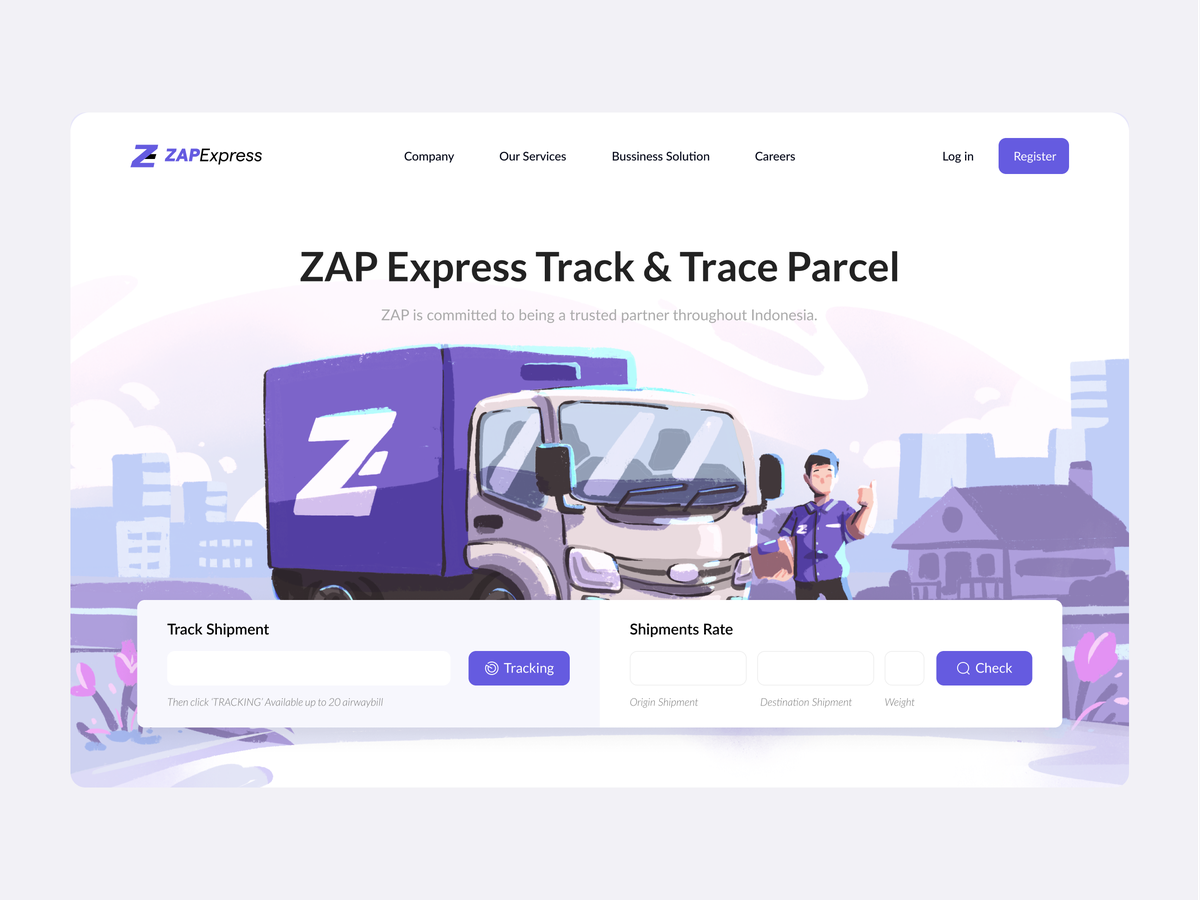 ZAPExpress
Company
Our Services
Bussiness Solution
Careers
Log in
Register
ZAP Express Track & Trace Parcel
ZAP is committed to being a trusted partner throughout Indonesia.
Z
Z
Track Shipment
Tracking
Then click 'TRACKING' Available up to 20 airwaybill
Shipments Rate
Check
Origin Shipment
Destination Shipment
Weight